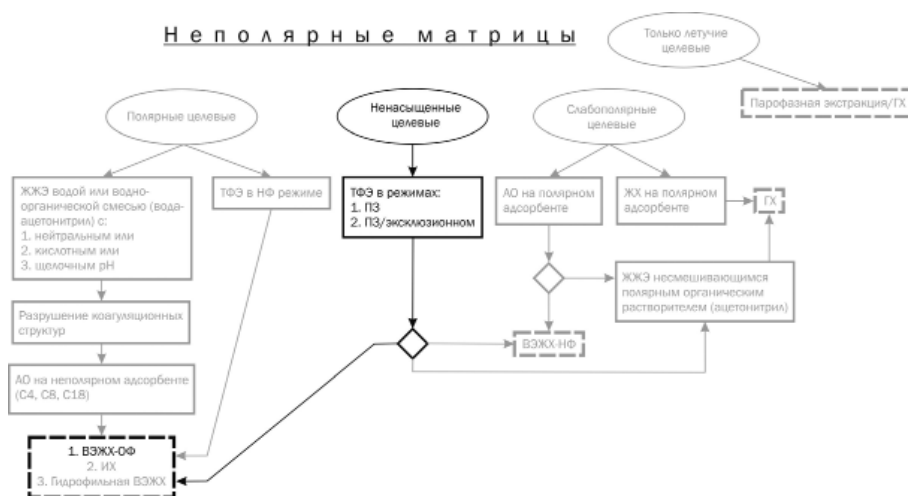 Неполярные матрицы
Только летучие
целевые
Парофазная экстракция/ГХ
Полярные целевые
Ненасыщенные
целевые
Слабополярные
целевые
ЖЖЭ водой или водно-
органической смесью (вода-
ацетонитрил) с:
1. нейтральным или
2. кислотным или
3. щелочным pH
ТФЭ в НФ режиме
ТФЭ в режимах:
1. ПЗ
2. ПЗ/эксклюзионном
АО на полярном
адсорбенте
ЖХ на полярном
адсорбенте
ГХ
ЖЖЭ несмешивающимся
полярным органическим
растворителем (ацетонитрил)
Разрушение коагуляционных
структур
ВЭЖХ-НФ
АО на неполярном адсорбенте
(С4, С8, С18)
1. ВЭЖХ-ОФ
2. ИХ
3. Гидрофильная ВЭЖХ